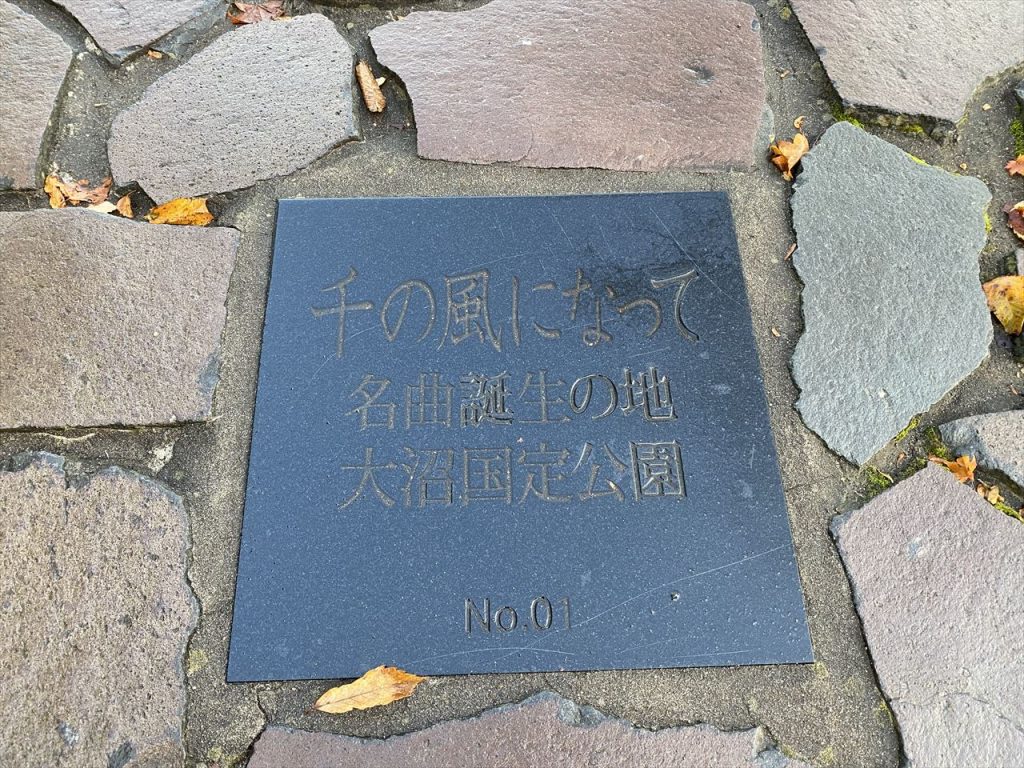 千の風になって
名曲誕生の地
大沼国定公園
No.01